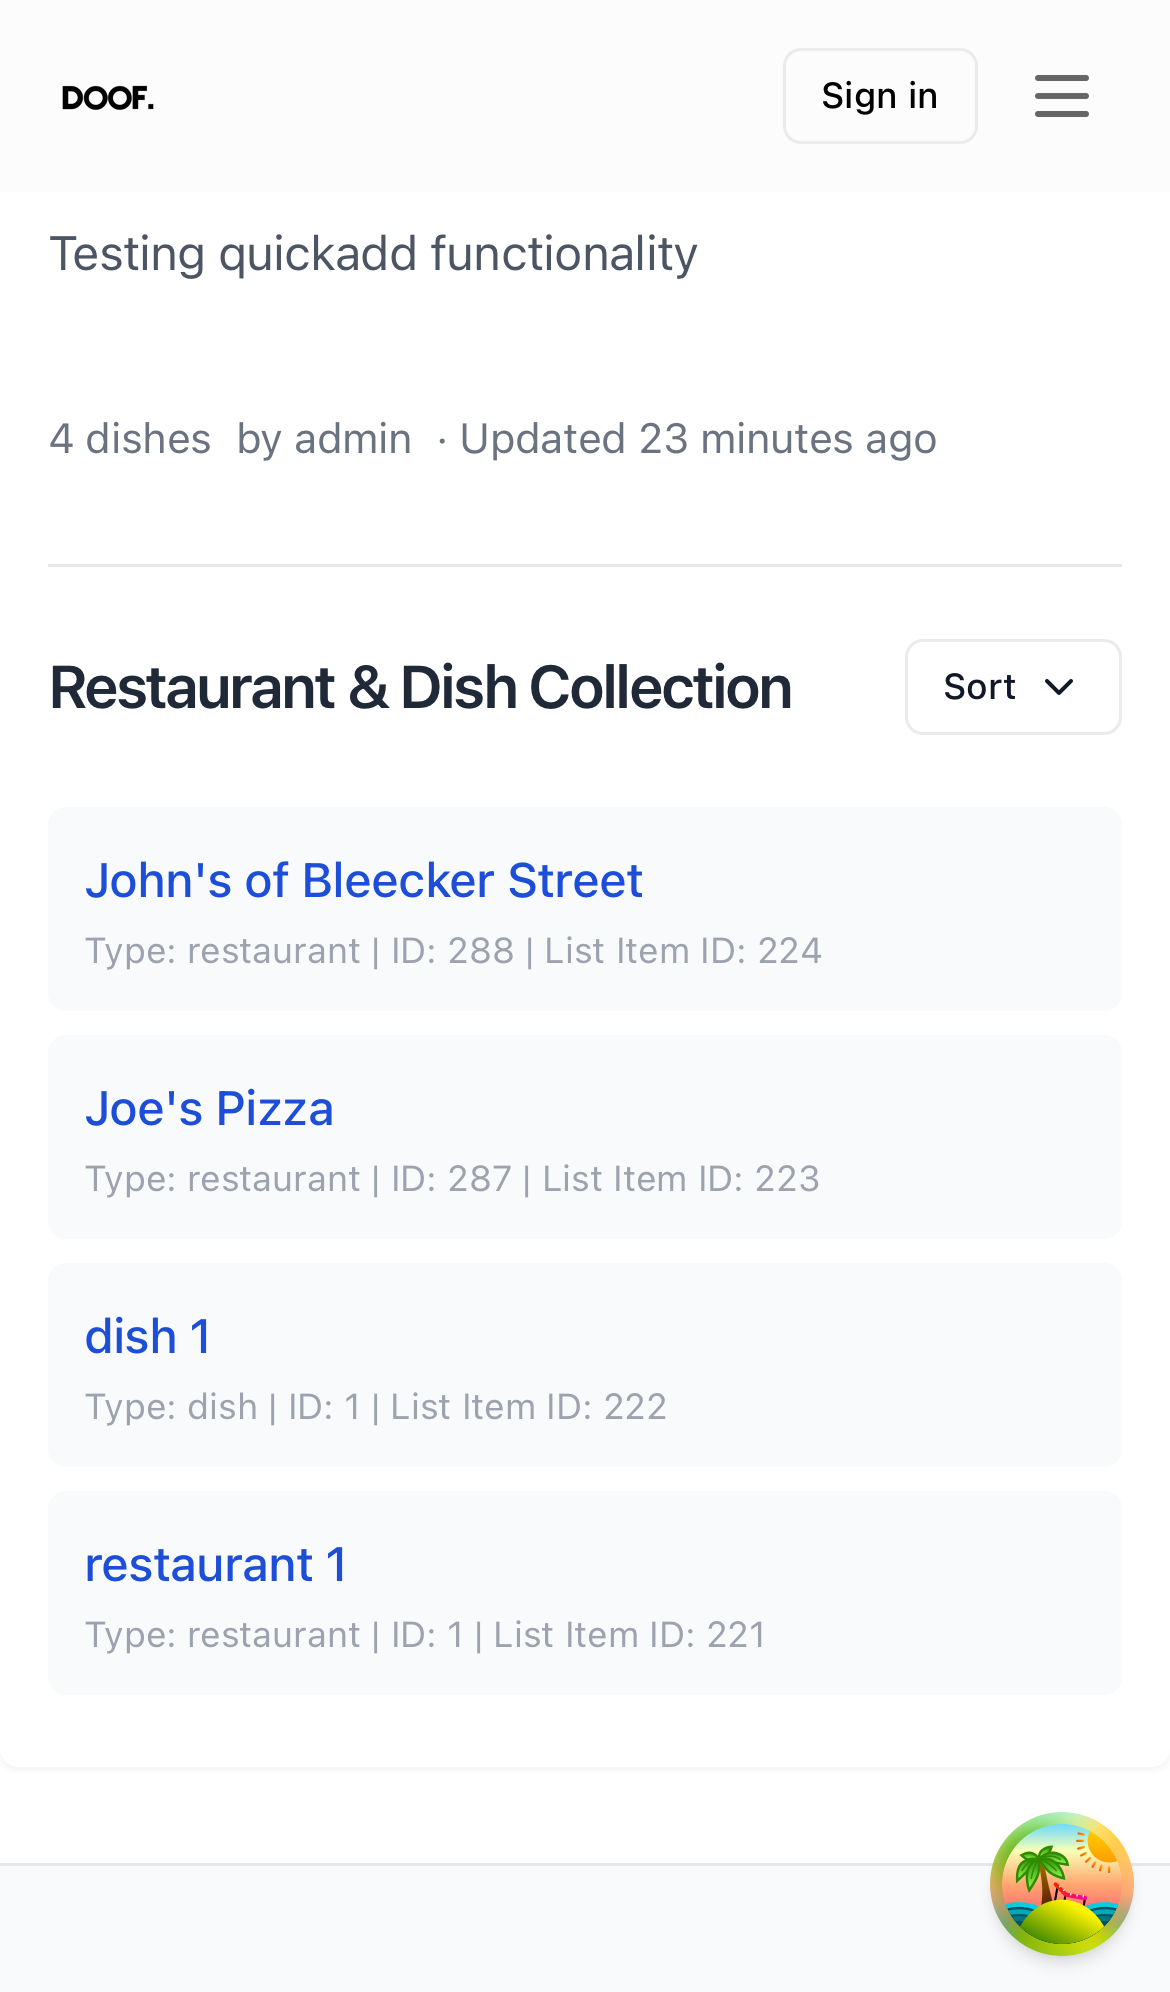 DOOF.
Sign in
Testing quickadd functionality
4 dishes by admin · Updated 23 minutes ago
Restaurant & Dish Collection
Sort
John's of Bleecker Street
Type: restaurant | ID: 288 | List Item ID: 224
Joe's Pizza
Type: restaurant | ID: 287 | List Item ID: 223
dish 1
Type: dish | ID: 1 | List Item ID: 222
restaurant 1
Type: restaurant | ID: 1 | List Item ID: 221